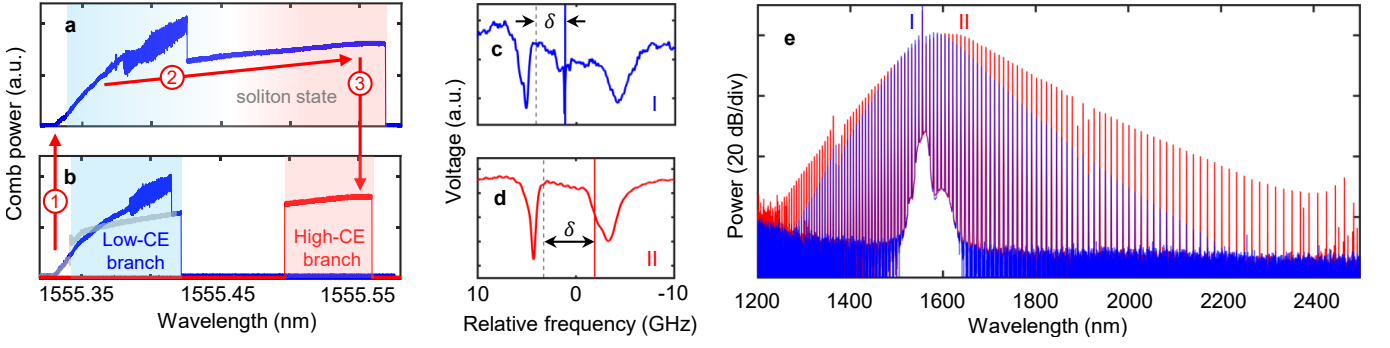 a
Comb power (a.u.)
2
3
soliton state
b
1
Low-CE
branch
High-CE
branch
1555.35
1555.45
1555.55
Wavelength (nm)
Voltage (a.u.)
c
δ
I
d
δ
II
10
0
-10
Relative frequency (GHz)
Power (20 dB/div)
e
I
II
1200
1400
1600
1800
2000
2200
2400
Wavelength (nm)